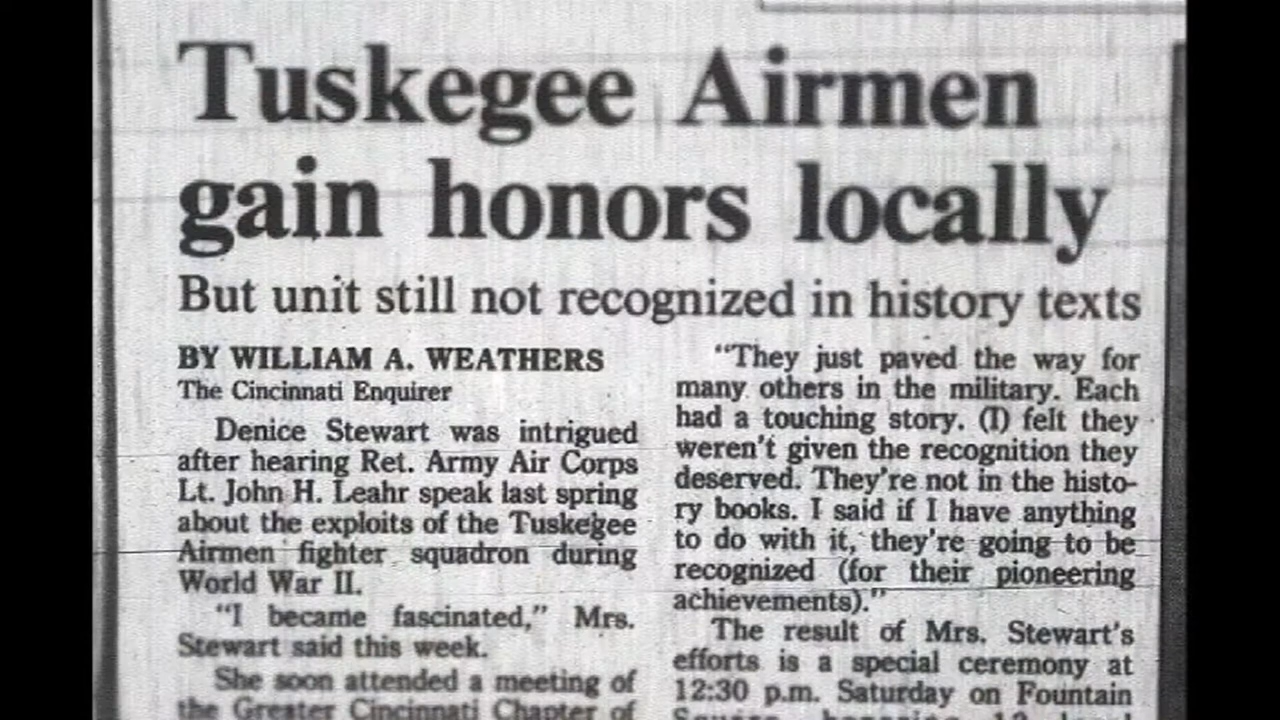 Tuskegee Airmen
gain honors locally
But unit still not recognized in history texts
BY WILLIAM A. WEATHERS
The Cincinnati Enquirer
Denice Stewart was intrigued
after hearing Ret. Army Air Corps
Lt. John H. Leahr speak last spring
about the exploits of the Tuskegee
Airmen fighter squadron during
World War II.
“I became fascinated,” Mrs.
Stewart said this week.
She soon attended a meeting of
the Greater Cincinnati Chapter of
“They just paved the way for
many others in the military. Each
had a touching story. (I) felt they
weren't given the recognition they
deserved. They're not in the histo-
ry books. I said if I have anything
to do with it, they're going to be
recognized (for their pioneering
achievements).”
The result of Mrs. Stewart's
efforts is a special ceremony at
12:30 p.m. Saturday on Fountain